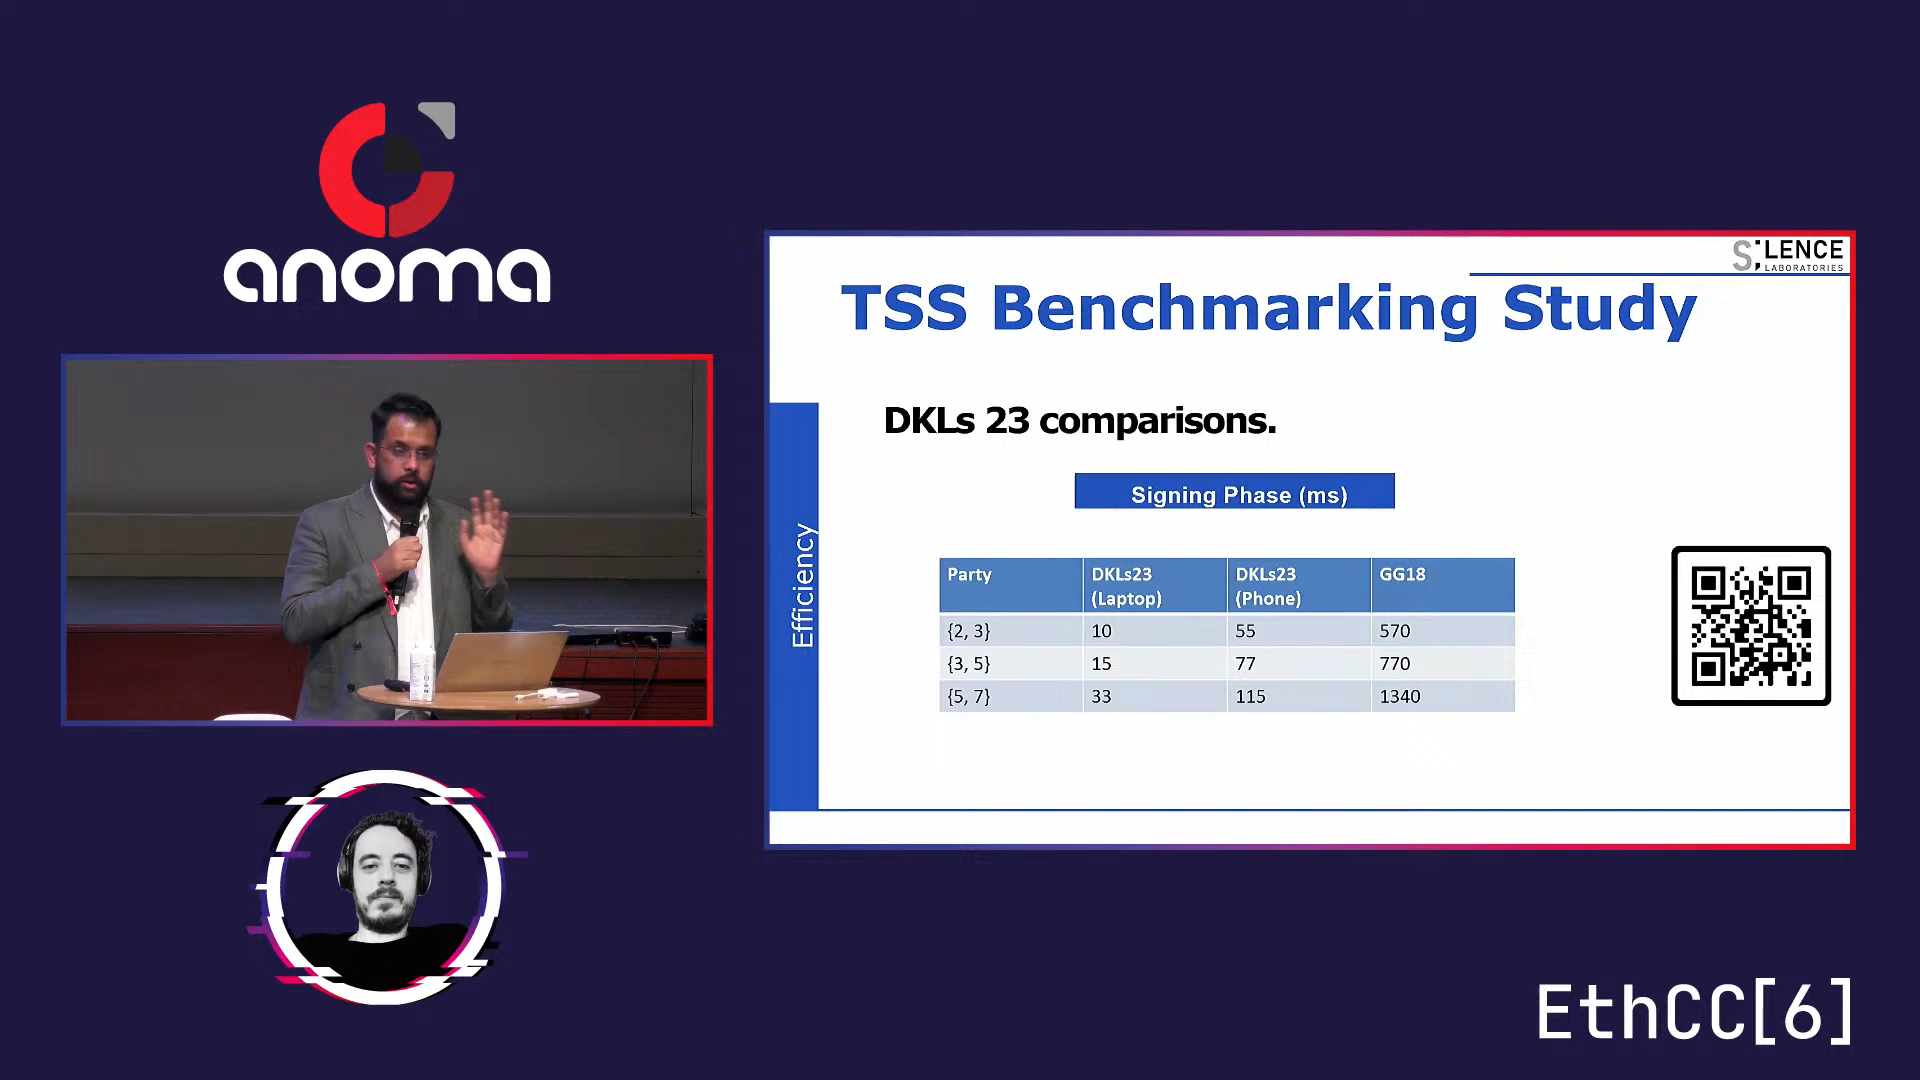 anoma
S:LENCE
LABORATORIES
TSS Benchmarking Study
DKLs 23 comparisons.
Signing Phase (ms)
Efficiency
Party DKLs23 (Laptop) DKLs23 (Phone) GG18
{2, 3} 10 55 570
{3, 5} 15 77 770
{5, 7} 33 115 1340
EthCC[6]